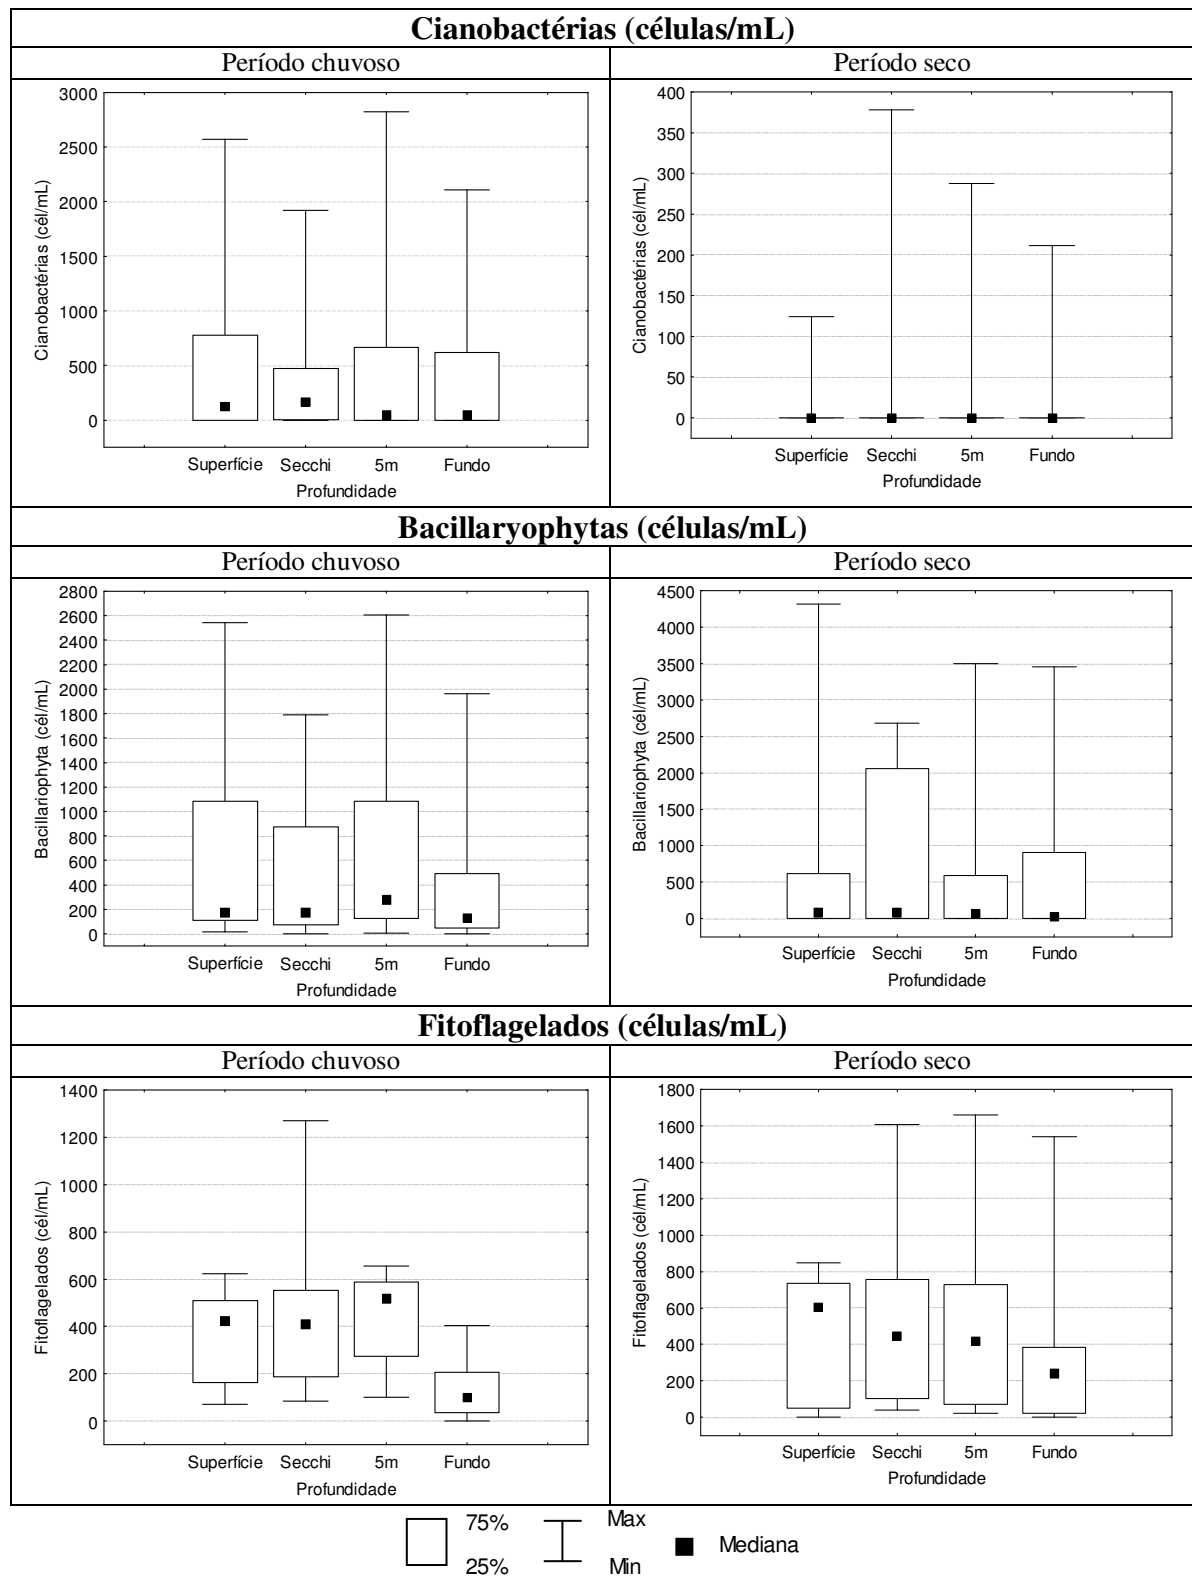 Cianobactérias (células/mL)
Período chuvoso
Período seco
Cianobactérias (cél/mL)
3000
2500
2000
1500
1000
500
0
Superfície Secchi 5m Fundo
Profundidade
Cianobactérias (cél/mL)
400
350
300
250
200
150
100
50
0
Superfície Secchi 5m Fundo
Profundidade
Bacillaryophytas (células/mL)
Período chuvoso
Período seco
Bacillariophyta (cél/mL)
2800
2600
2400
2200
2000
1800
1600
1400
1200
1000
800
600
400
200
0
Superfície Secchi 5m Fundo
Profundidade
Bacillariophyta (cél/mL)
4500
4000
3500
3000
2500
2000
1500
1000
500
0
Superfície Secchi 5m Fundo
Profundidade
Fitoflagelados (células/mL)
Período chuvoso
Período seco
Fitoflagelados (cél/mL)
1400
1200
1000
800
600
400
200
0
Superfície Secchi 5m Fundo
Profundidade
Fitoflagelados (cél/mL)
1800
1600
1400
1200
1000
800
600
400
200
0
Superfície Secchi 5m Fundo
Profundidade
75%
25%
Max
Min
Mediana